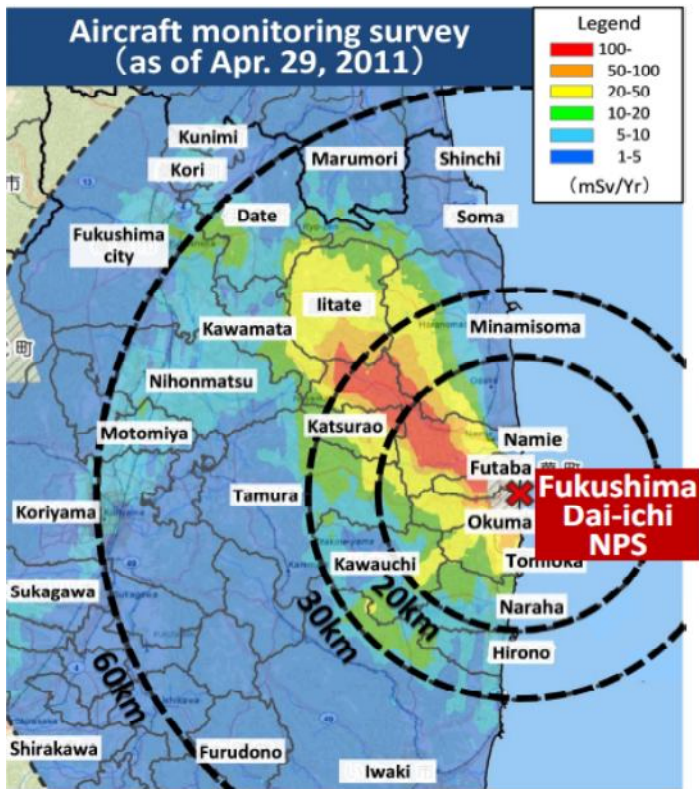 Aircraft monitoring survey
(as of Apr. 29, 2011)
Legend
100-
50-100
20-50
10-20
5-10
1-5
(mSv/Yr)
Kunimi
Kori
Marumori
Shinchi
市
Date
Soma
Fukushima
city
Iitate
Kawamata
Minamisoma
町
Nihonmatsu
Motomiya
Katsurao
Namie
Futaba
Tamura
Koriyama
Fukushima
Dai-ichi
NPS
Okuma
Kawauchi
Tomioka
Sukagawa
20km
30km
Naraha
Hirono
60km
Shirakawa
Furudono
Iwaki